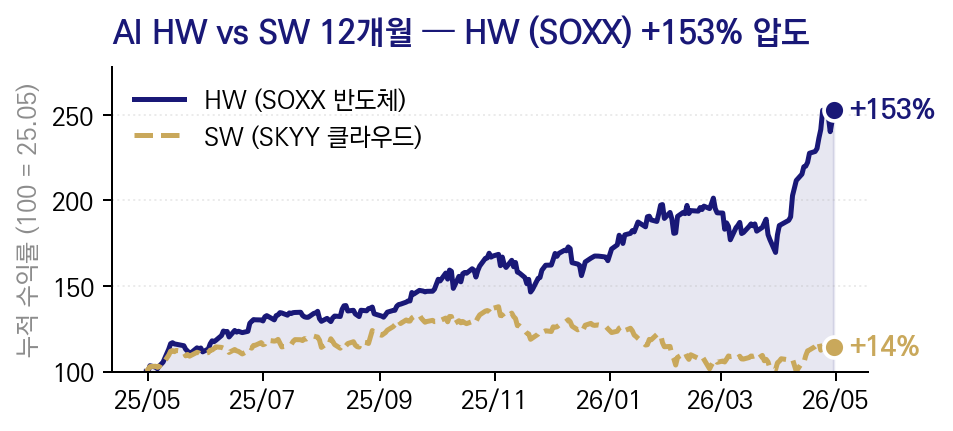 AI HW vs SW 12개월 — HW (SOXX) +153% 압도
누적 수익률 (100 = 25.05)
HW (SOXX 반도체)
SW (SKYY 클라우드)
250
200
150
100
+153%
+14%
25/05 25/07 25/09 25/11 26/01 26/03 26/05